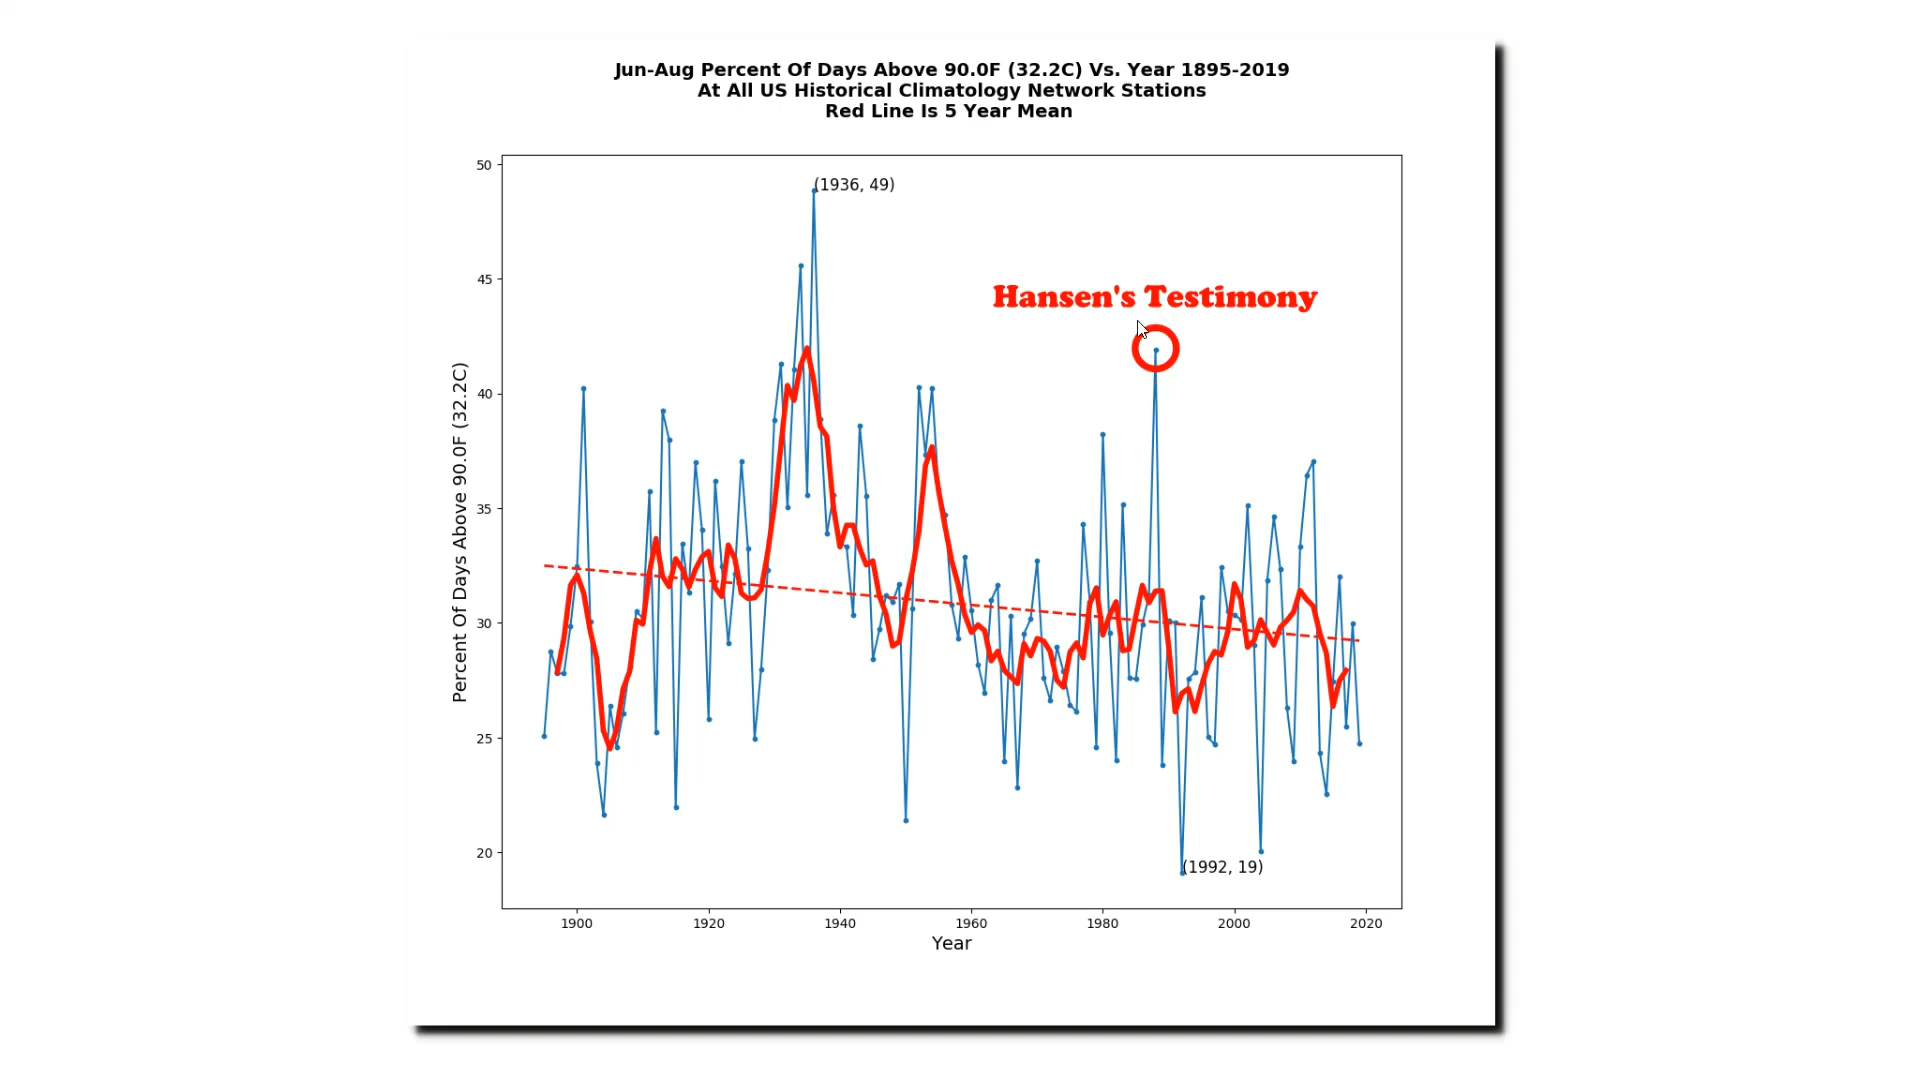 Jun-Aug Percent Of Days Above 90.0F (32.2C) Vs. Year 1895-2019
At All US Historical Climatology Network Stations
Red Line Is 5 Year Mean
50
(1936, 49)
45
Hansen's Testimony
40
35
30
25
20
(1992, 19)
Percent Of Days Above 90.0F (32.2C)
1900 1920 1940 1960 1980 2000 2020
Year